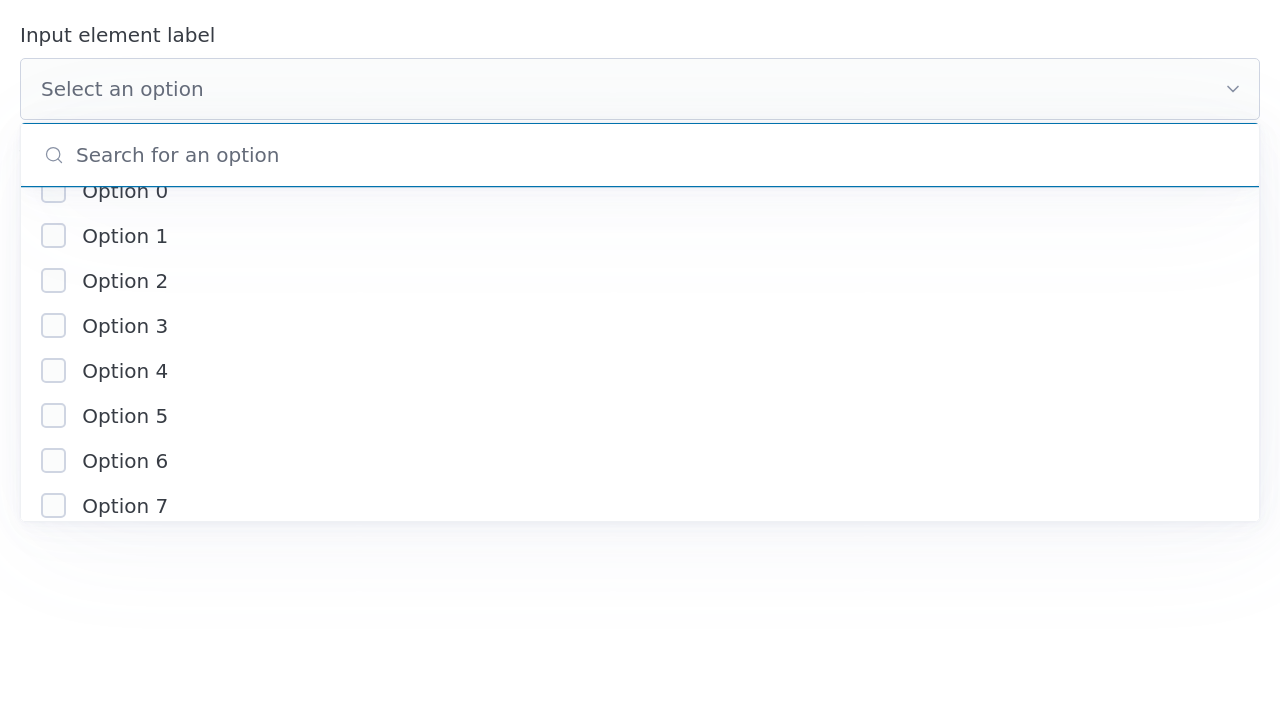 Input element label
Select an option
Search for an option
Option 0
Option 1
Option 2
Option 3
Option 4
Option 5
Option 6
Option 7